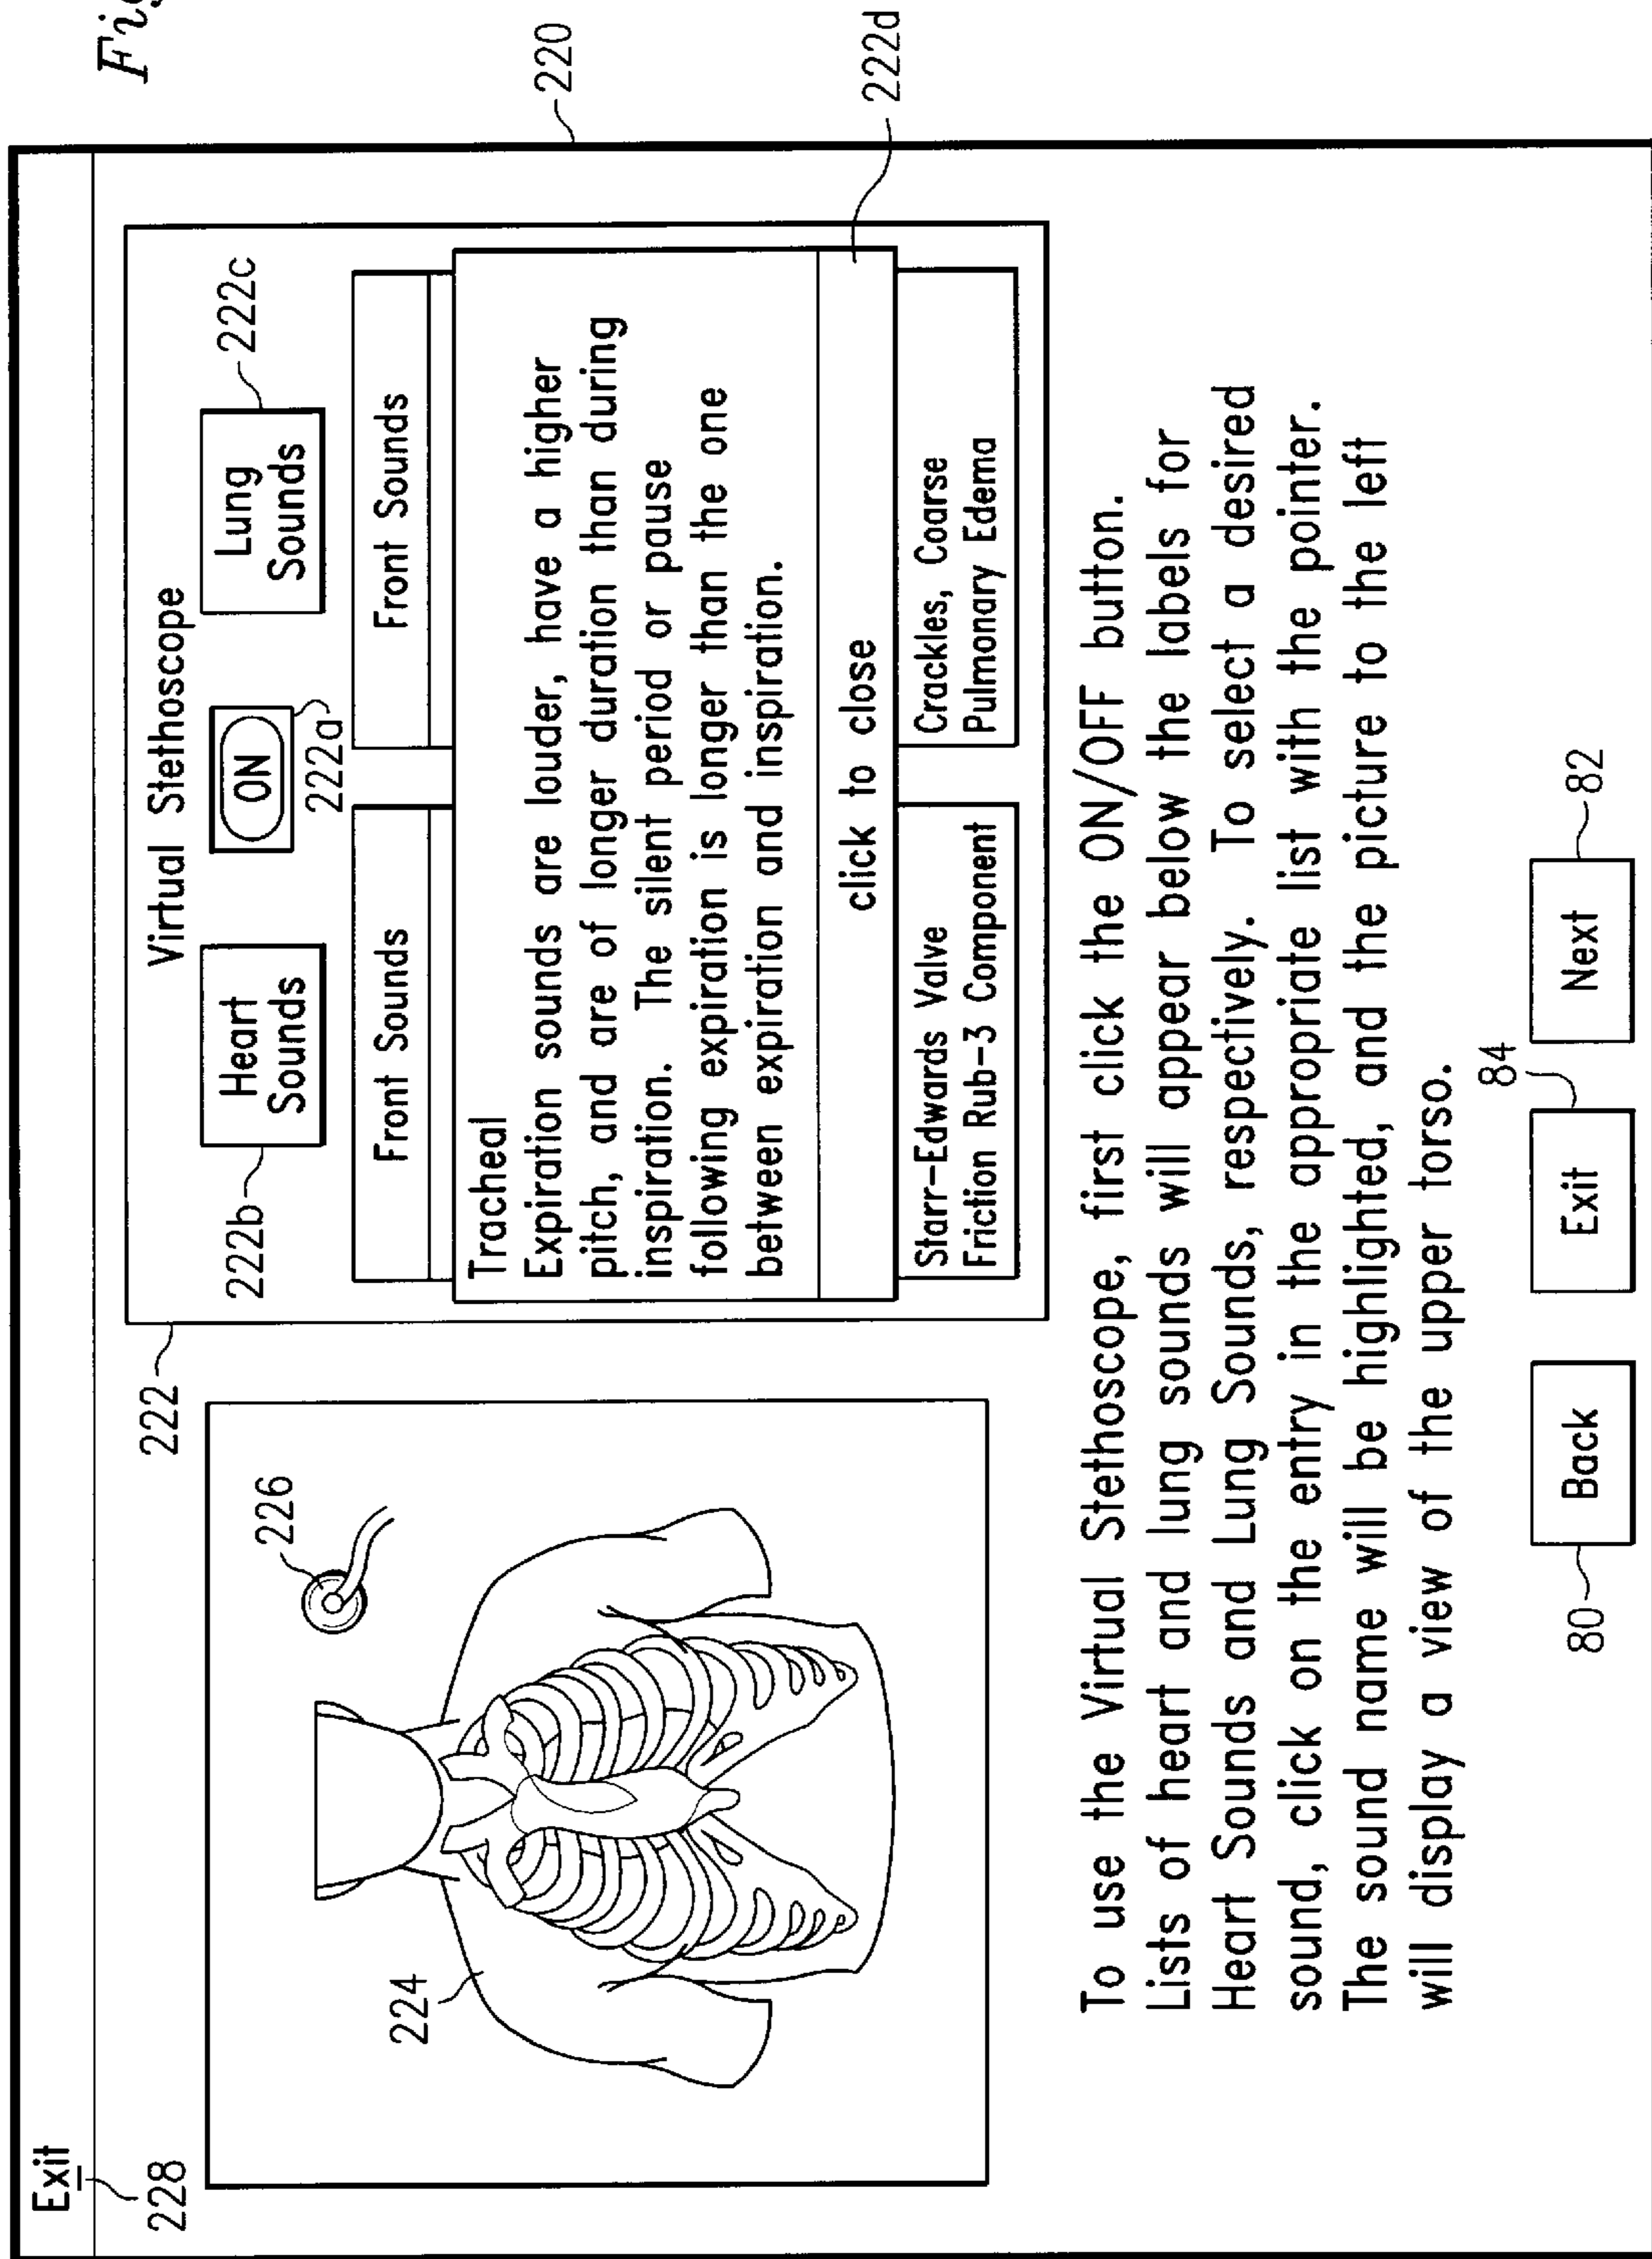 Fig
220
Exit
228
222
Virtual Stethoscope
222b
Heart
Sounds
ON
222a
Lung
Sounds
222c
Front Sounds
Front Sounds
Tracheal
Expiration sounds are louder, have a higher
pitch, and are of longer duration than during
inspiration. The silent period or pause
following expiration is longer than the one
between expiration and inspiration.
click to close
222d
Starr-Edwards Valve
Friction Rub-3 Component
Crackles, Coarse
Pulmonary Edema
224
226
To use the Virtual Stethoscope, first click the ON/OFF button.
Lists of heart and lung sounds will appear below the labels for
Heart Sounds and Lung Sounds, respectively. To select a desired
sound, click on the entry in the appropriate list with the pointer.
The sound name will be highlighted, and the picture to the left
will display a view of the upper torso.
80
Back
Exit
84
Next
82